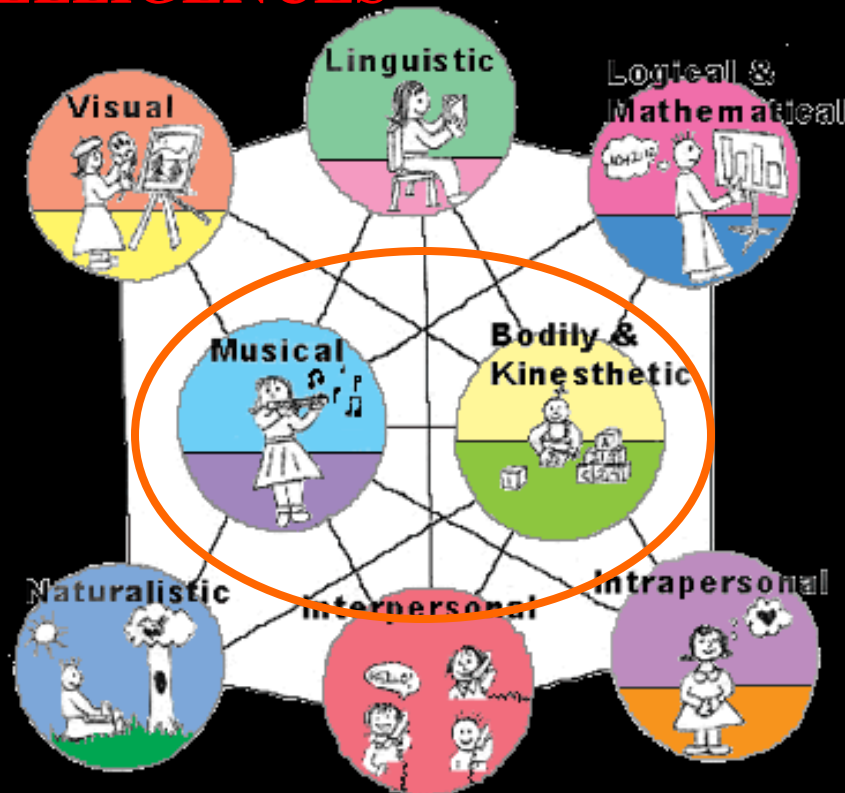 Linguistic
Visual
Logical &
Mathematical
Musical
Bodily &
Kinesthetic
Naturalistic
Interpersonal
Intrapersonal